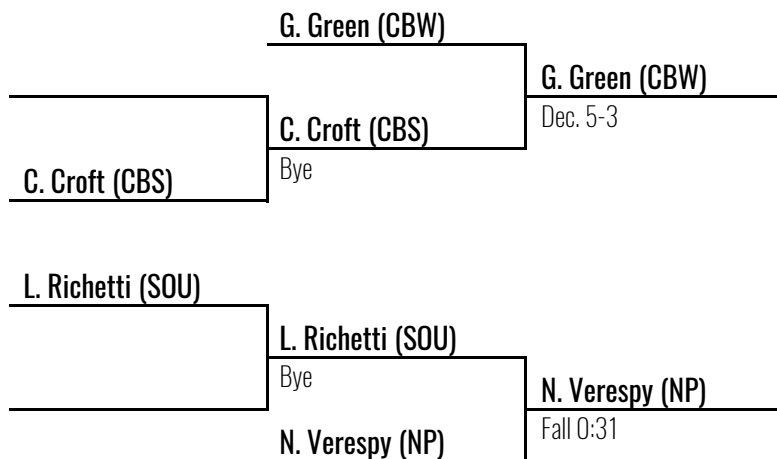 G. Green (CBW)
G. Green (CBW)
Dec. 5-3
C. Croft (CBS)
Bye
C. Croft (CBS)
L. Richetti (SOU)
L. Richetti (SOU)
Bye
N. Verespy (NP)
Fall 0:31
N. Verespy (NP)